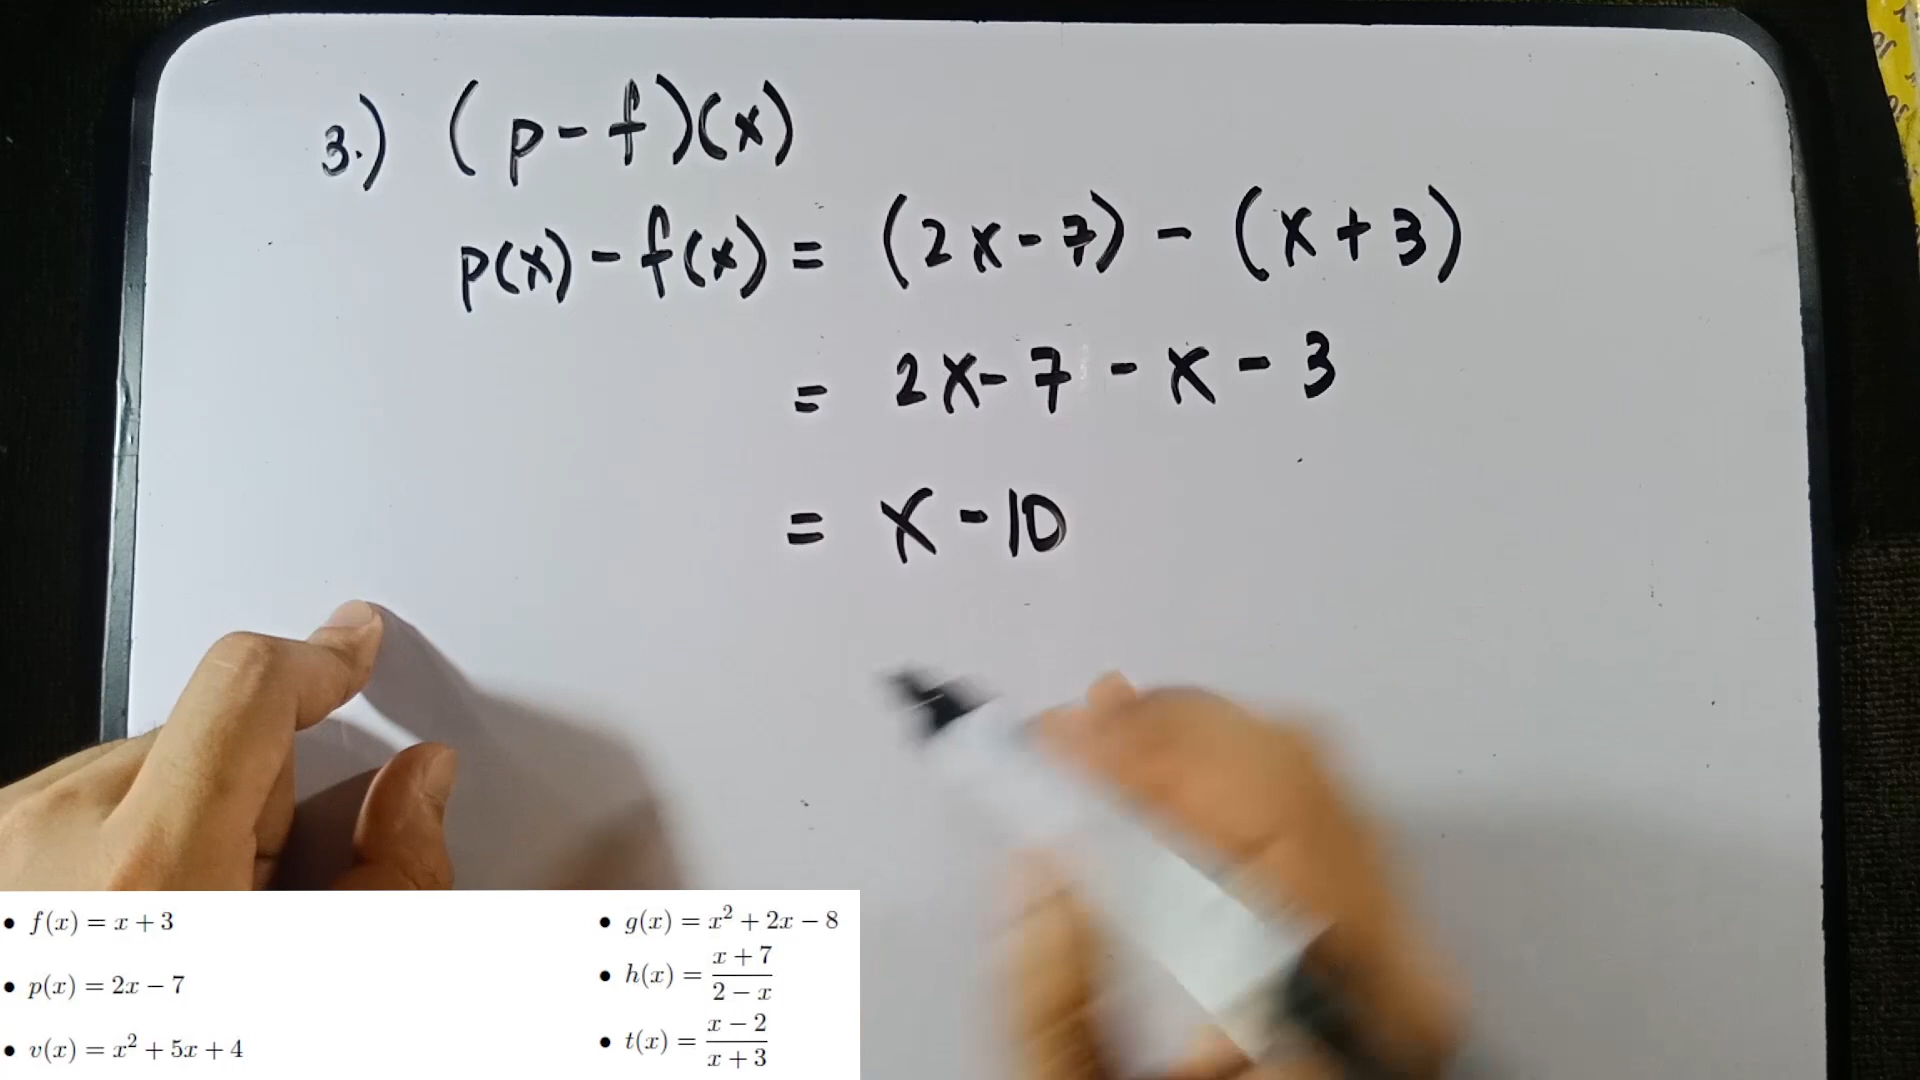 3.) (p-f)(x)
p(x) - f(x) = (2x-7) - (x+3)
= 2x-7 - x - 3
= x - 10
• f(x) = x + 3
• p(x) = 2x − 7
• v(x) = x² + 5x + 4
• g(x) = x² + 2x − 8
• h(x) = (x + 7)/(2 − x)
• t(x) = (x − 2)/(x + 3)